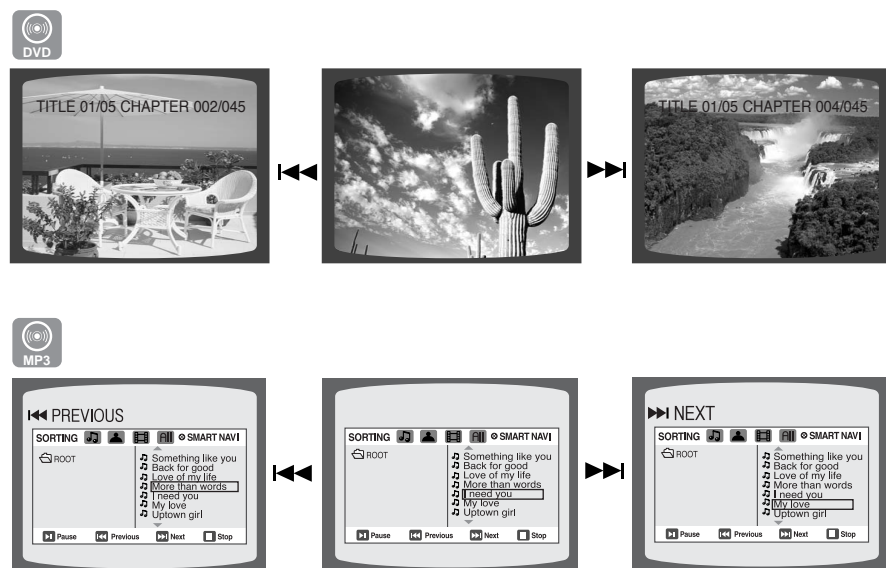 DVD
TITLE 01/05 CHAPTER 002/045
TITLE 01/05 CHAPTER 004/045
MP3
PREVIOUS
SORTING All SMART NAVI
ROOT
Something like you
Back for good
Love of my life
More than words
I need you
My love
Uptown girl
Pause Previous Next Stop
SORTING All SMART NAVI
ROOT
Something like you
Back for good
Love of my life
More than words
I need you
My love
Uptown girl
Pause Previous Next Stop
NEXT
SORTING All SMART NAVI
ROOT
Something like you
Back for good
Love of my life
More than words
I need you
My love
Uptown girl
Pause Previous Next Stop